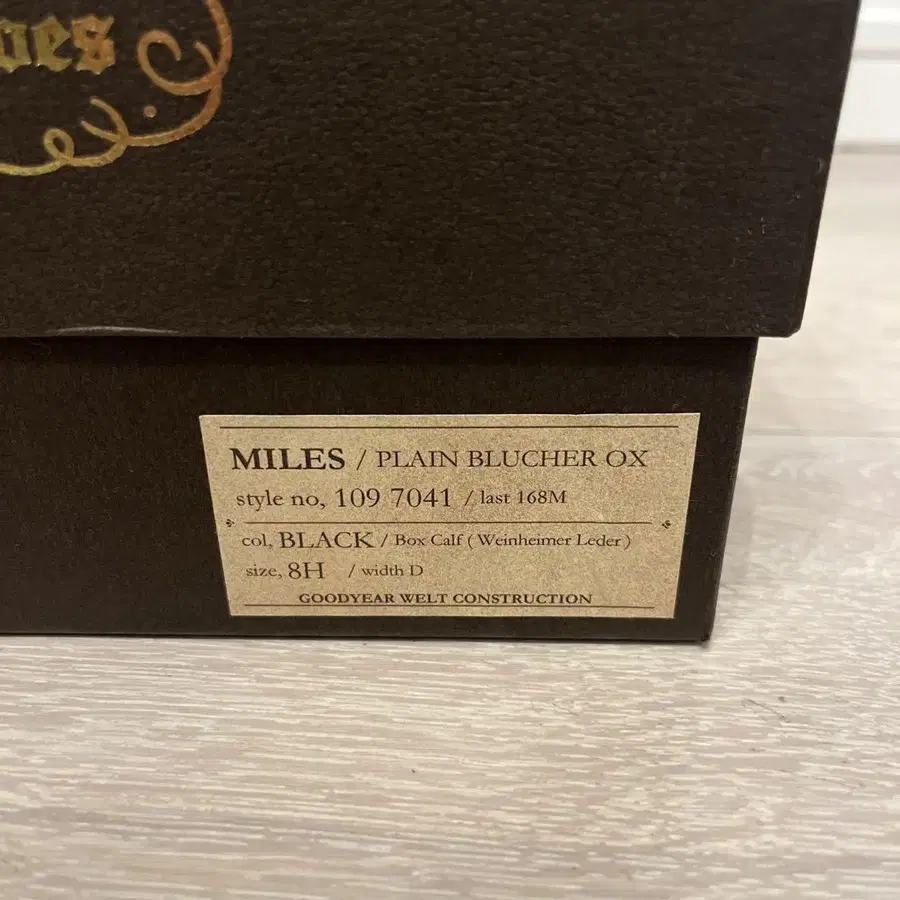 MILES / PLAIN BLUCHER OX
style no, 109 7041 / last 168M
col, BLACK / Box Calf ( Weinheimer Leder )
size, 8H / width D
GOODYEAR WELT CONSTRUCTION